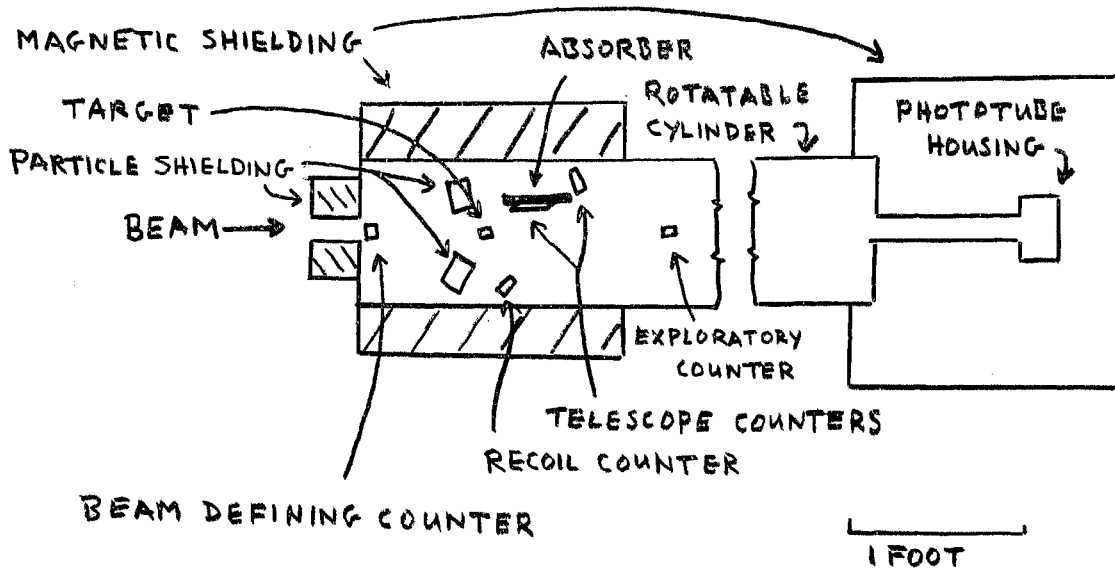 MAGNETIC SHIELDING
ABSORBER
TARGET
ROTATABLE
CYLINDER
PHOTOTUBE
HOUSING
PARTICLE SHIELDING
BEAM
EXPLORATORY
COUNTER
TELESCOPE COUNTERS
RECOIL COUNTER
BEAM DEFINING COUNTER
1 FOOT